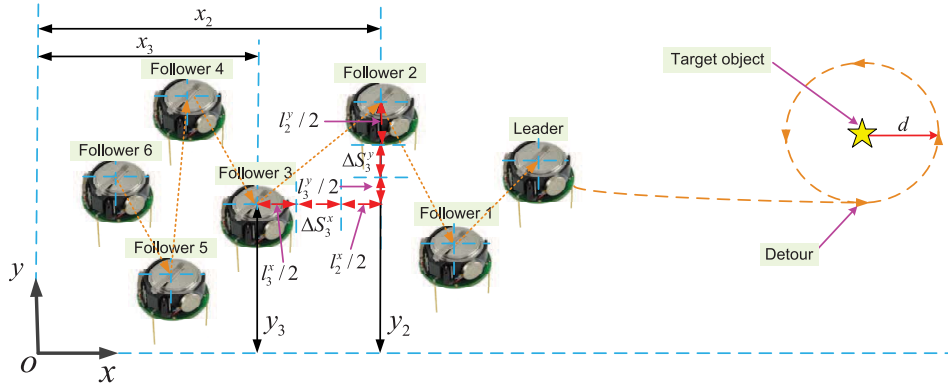 x₂
x₃
Follower 4
Follower 2
Target object
l₂ʸ/2
d
Leader
Follower 6
ΔS₃ʸ
Follower 3
l₃ʸ/2
Follower 1
ΔS₃ˣ
Follower 5
l₃ˣ/2
l₂ˣ/2
Detour
y
y₃
y₂
o
x